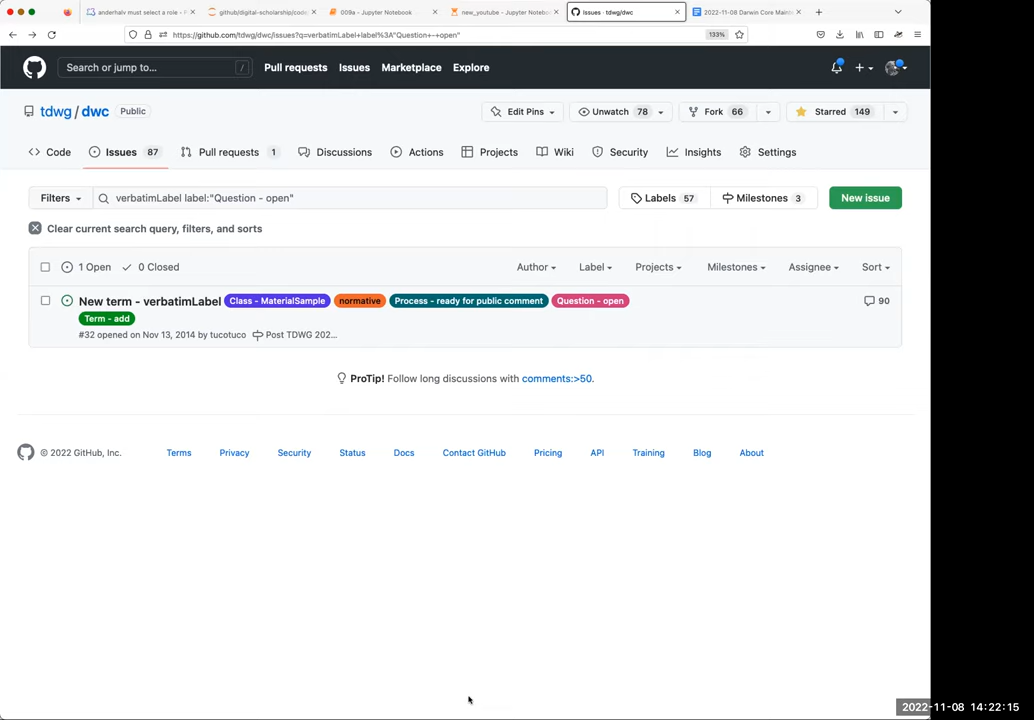 anderhalv must select a role - P
github/digital-scholarship/code
009a - Jupyter Notebook
new_youtube - Jupyter Notebo
Issues · tdwg/dwc
2022-11-08 Darwin Core Maint
https://github.com/tdwg/dwc/issues?q=verbatimLabel+label%3A"Question+-+open"
133%
Search or jump to...
/
Pull requests
Issues
Marketplace
Explore
tdwg / dwc
Public
Edit Pins
Unwatch 78
Fork 66
Starred 149
Code
Issues 87
Pull requests 1
Discussions
Actions
Projects
Wiki
Security
Insights
Settings
Filters
verbatimLabel label:"Question - open"
Labels 57
Milestones 3
New issue
Clear current search query, filters, and sorts
1 Open
0 Closed
Author
Label
Projects
Milestones
Assignee
Sort
New term - verbatimLabel Class - MaterialSample normative Process - ready for public comment Question - open
90
Term - add
#32 opened on Nov 13, 2014 by tucotuco Post TDWG 202...
ProTip! Follow long discussions with comments:>50.
© 2022 GitHub, Inc.
Terms
Privacy
Security
Status
Docs
Contact GitHub
Pricing
API
Training
Blog
About
2022-11-08 14:22:15